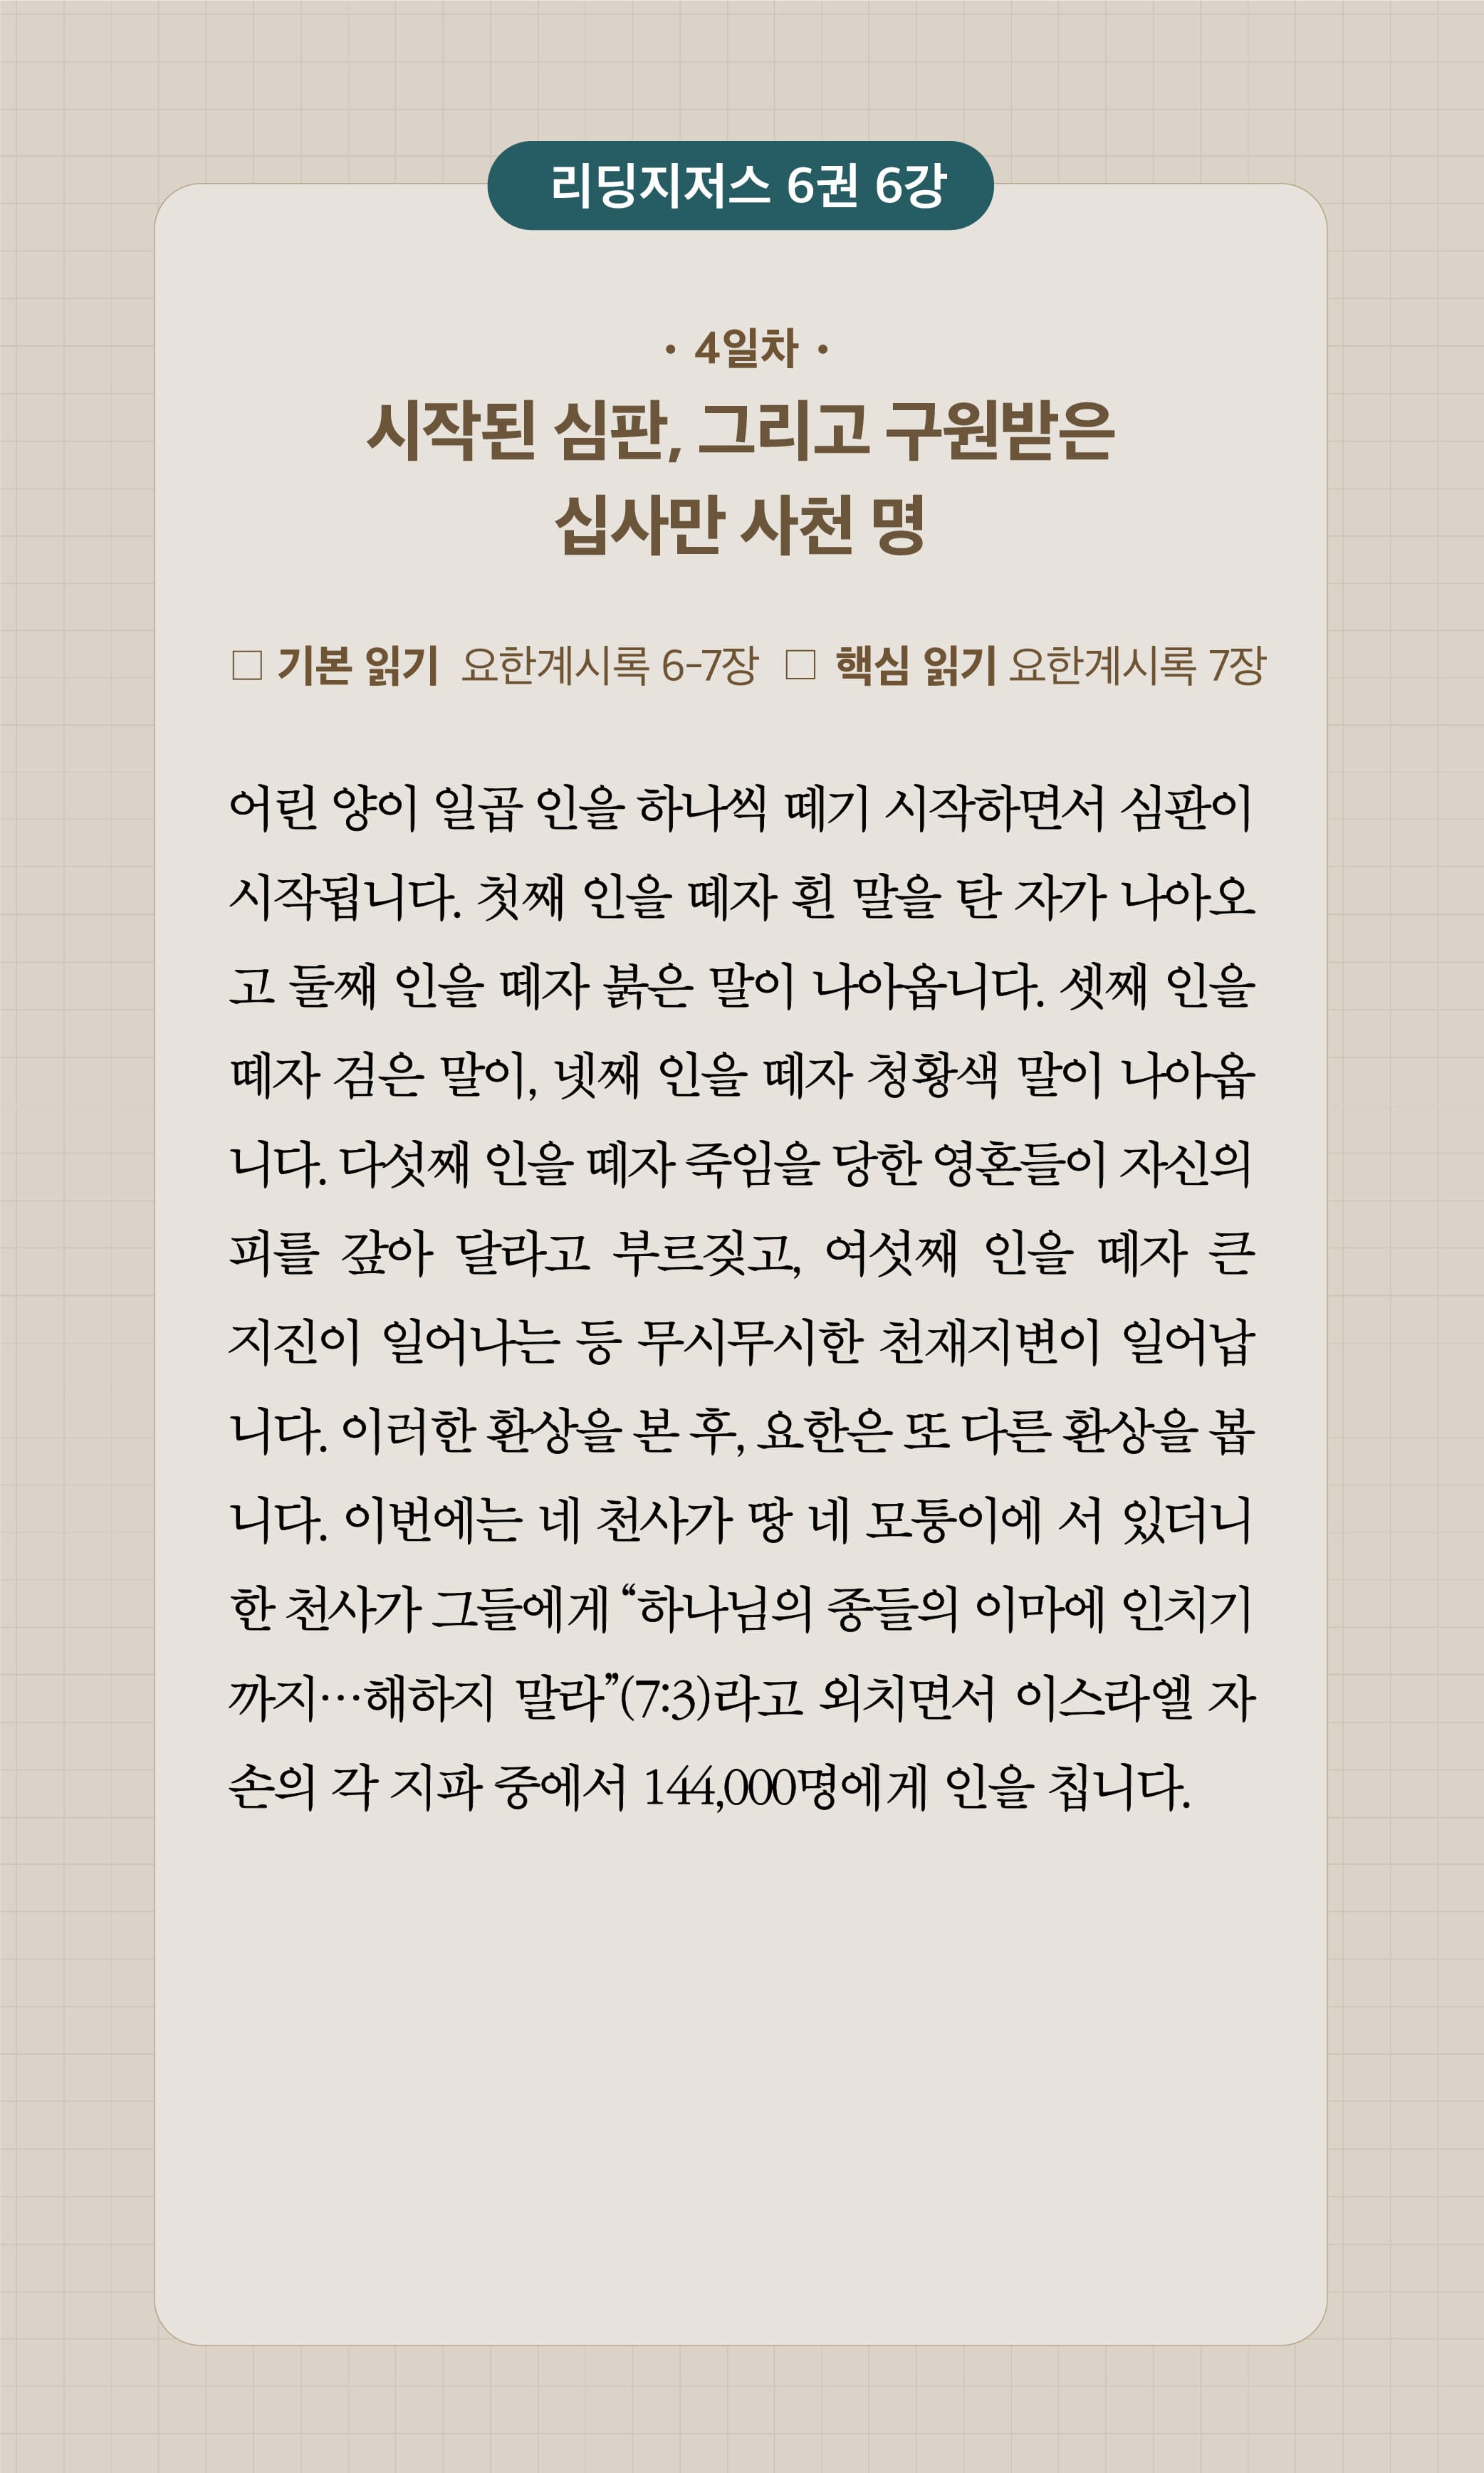 리딩지저스 6권 6강
· 4일차 ·
시작된 심판, 그리고 구원받은
십사만 사천 명
□ 기본 읽기 요한계시록 6-7장 □ 핵심 읽기 요한계시록 7장
어린 양이 일곱 인을 하나씩 떼기 시작하면서 심판이
시작됩니다. 첫째 인을 떼자 흰 말을 탄 자가 나아오
고 둘째 인을 떼자 붉은 말이 나아옵니다. 셋째 인을
떼자 검은 말이, 넷째 인을 떼자 청황색 말이 나아옵
니다. 다섯째 인을 떼자 죽임을 당한 영혼들이 자신의
피를 갚아 달라고 부르짖고, 여섯째 인을 떼자 큰
지진이 일어나는 등 무시무시한 천재지변이 일어납
니다. 이러한 환상을 본 후, 요한은 또 다른 환상을 봅
니다. 이번에는 네 천사가 땅 네 모퉁이에 서 있더니
한 천사가 그들에게 “하나님의 종들의 이마에 인치기
까지…해하지 말라”(7:3)라고 외치면서 이스라엘 자
손의 각 지파 중에서 144,000명에게 인을 칩니다.